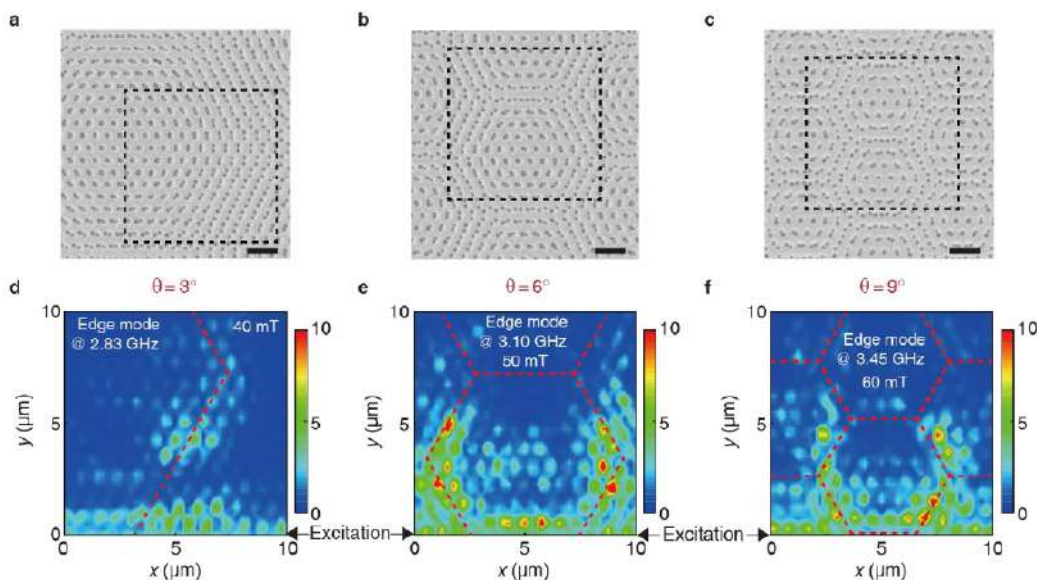 a
b
c
d
θ = 3°
e
θ = 6°
f
θ = 9°
10
Edge mode
@ 2.83 GHz
40 mT
5
0
y (µm)
0
5
10
x (µm)
10
5
0
Excitation
10
Edge mode
@ 3.10 GHz
50 mT
5
0
y (µm)
0
5
10
x (µm)
10
5
0
Excitation
10
Edge mode
@ 3.45 GHz
60 mT
5
0
y (µm)
0
5
10
x (µm)
10
5
0